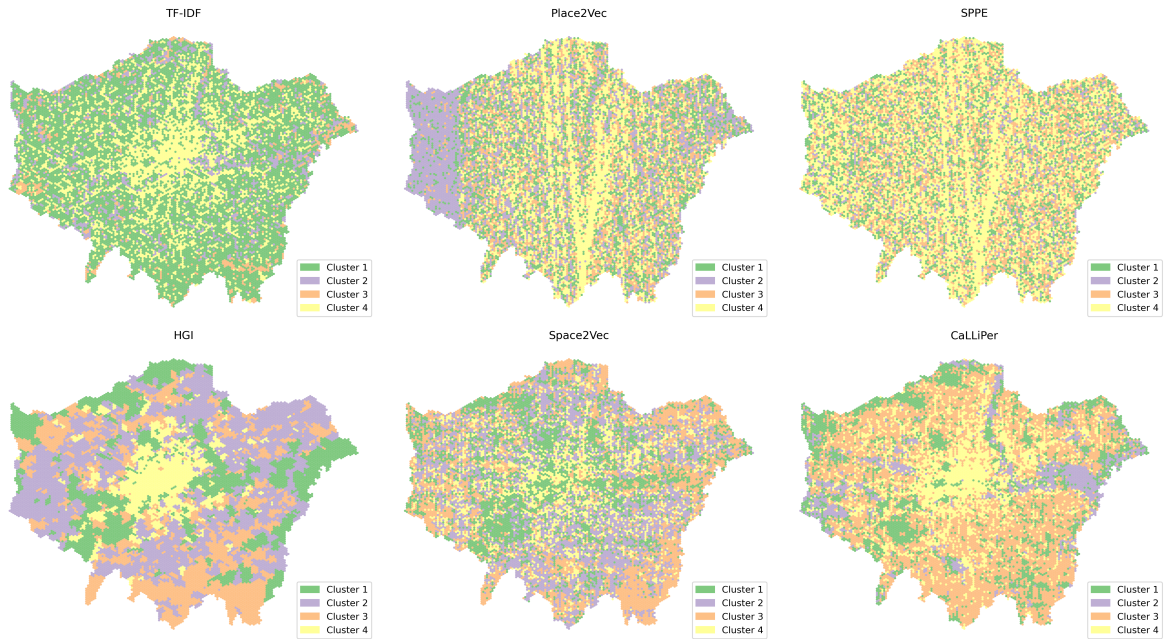 TF-IDF
Cluster 1
Cluster 2
Cluster 3
Cluster 4
Place2Vec
Cluster 1
Cluster 2
Cluster 3
Cluster 4
SPPE
Cluster 1
Cluster 2
Cluster 3
Cluster 4
HGI
Cluster 1
Cluster 2
Cluster 3
Cluster 4
Space2Vec
Cluster 1
Cluster 2
Cluster 3
Cluster 4
CaLLiPer
Cluster 1
Cluster 2
Cluster 3
Cluster 4